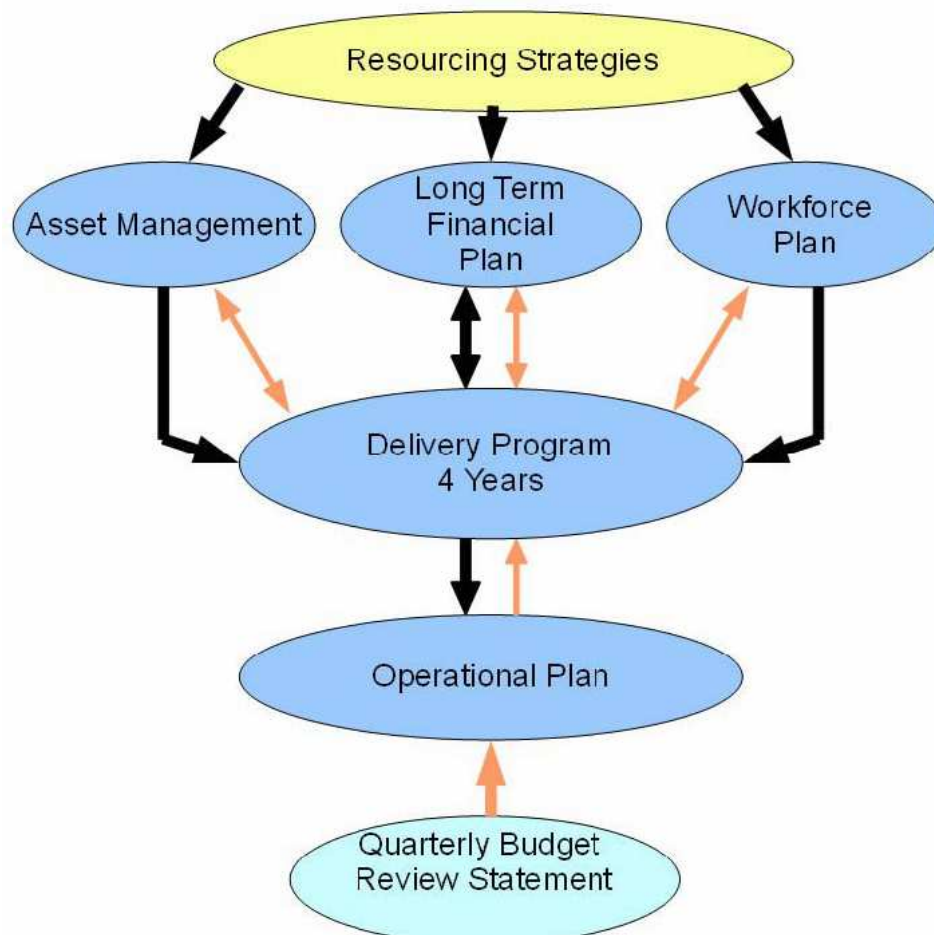 Resourcing Strategies
Asset Management
Long Term
Financial
Plan
Workforce
Plan
Delivery Program
4 Years
Operational Plan
Quarterly Budget
Review Statement